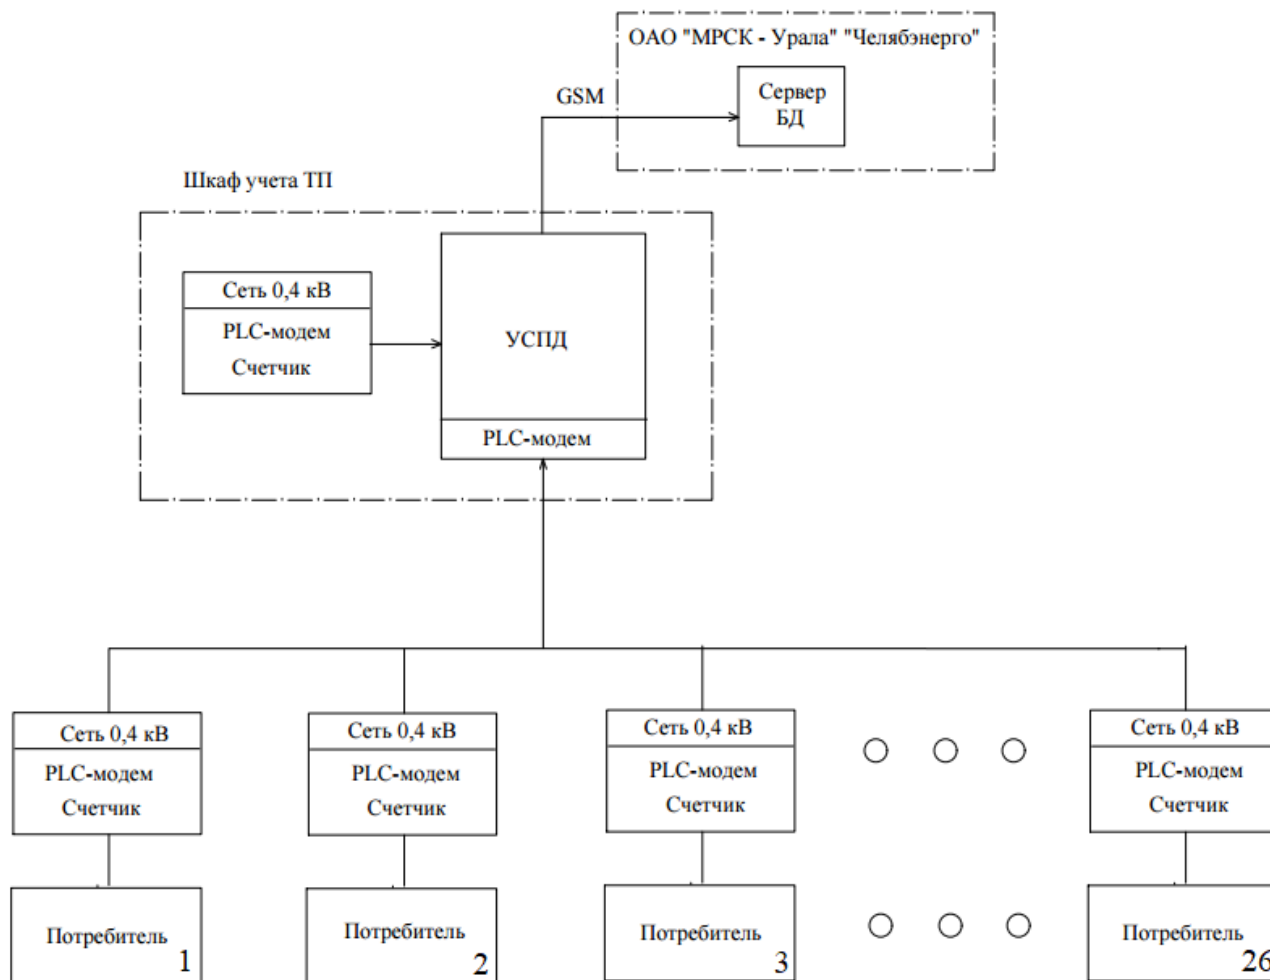 ОАО "МРСК - Урала" "Челябэнерго"
GSM
Сервер
БД
Шкаф учета ТП
Сеть 0,4 кВ
PLC-модем
Счетчик
УСПД
PLC-модем
Сеть 0,4 кВ
PLC-модем
Счетчик
Сеть 0,4 кВ
PLC-модем
Счетчик
Сеть 0,4 кВ
PLC-модем
Счетчик
Сеть 0,4 кВ
PLC-модем
Счетчик
Потребитель 1
Потребитель 2
Потребитель 3
Потребитель 26